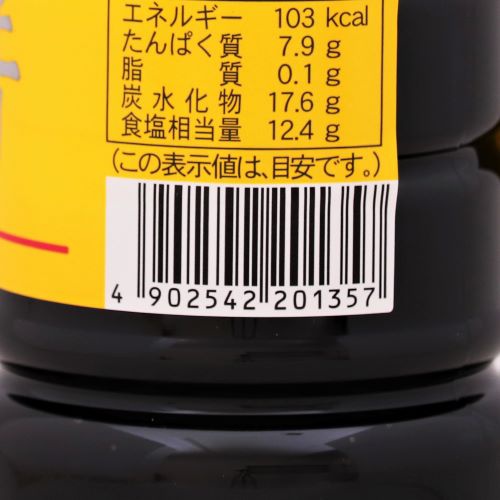 エネルギー 103 kcal
たんぱく質 7.9 g
脂質 0.1 g
炭水化物 17.6 g
食塩相当量 12.4 g
(この表示値は、目安です。)
4 902542 201357